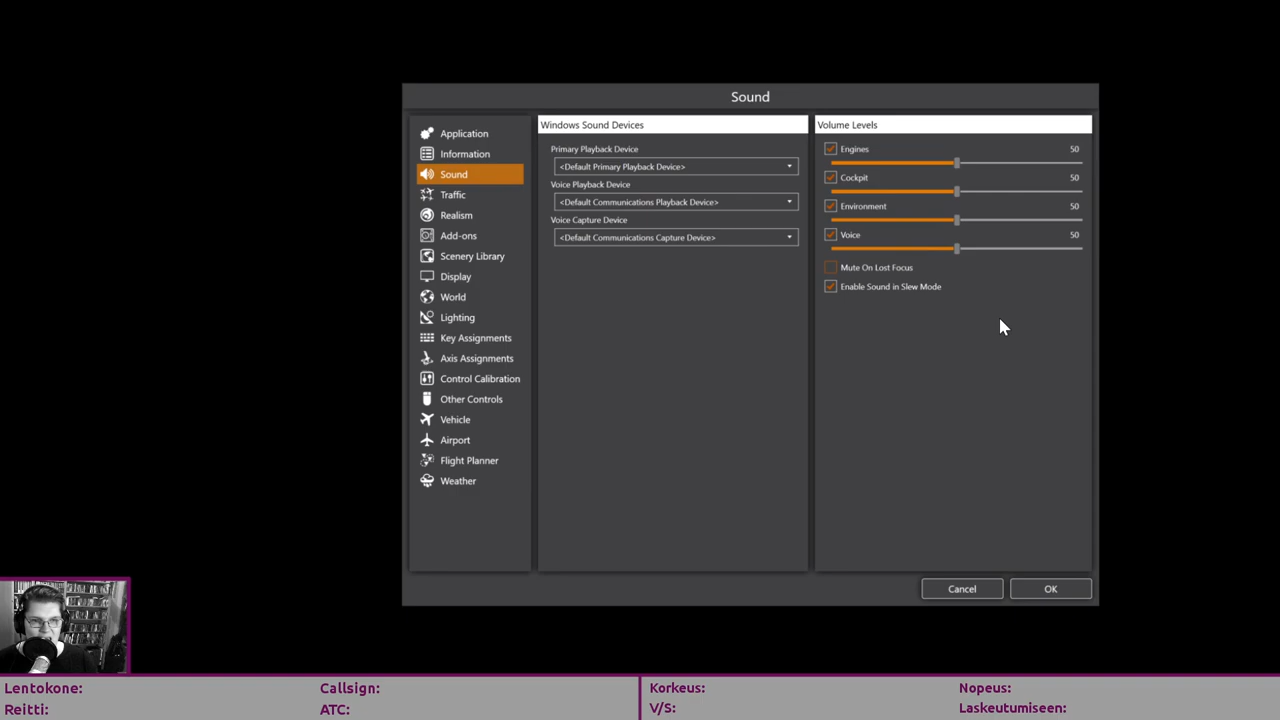 Sound
Application
Information
Sound
Traffic
Realism
Add-ons
Scenery Library
Display
World
Lighting
Key Assignments
Axis Assignments
Control Calibration
Other Controls
Vehicle
Airport
Flight Planner
Weather
Windows Sound Devices
Primary Playback Device
<Default Primary Playback Device>
Voice Playback Device
<Default Communications Playback Device>
Voice Capture Device
<Default Communications Capture Device>
Volume Levels
Engines 50
Cockpit 50
Environment 50
Voice 50
Mute On Lost Focus
Enable Sound in Slew Mode
Cancel OK
Lentokone: Callsign: Korkeus: Nopeus:
Reitti: ATC: V/S: Laskeutumiseen: